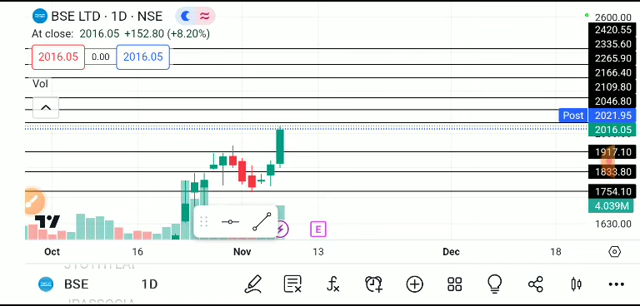 BSE LTD · 1D · NSE
2600.00
At close: 2016.05 +152.80 (+8.20%)
2420.55
2335.60
2016.05 0.00 2016.05
2265.90
2166.40
Vol
2109.80
2046.80
Post 2021.95
2016.05
1917.10
1833.80
1754.10
4.039M
E
1630.00
Oct 16 Nov 13 Dec 18
BSE 1D